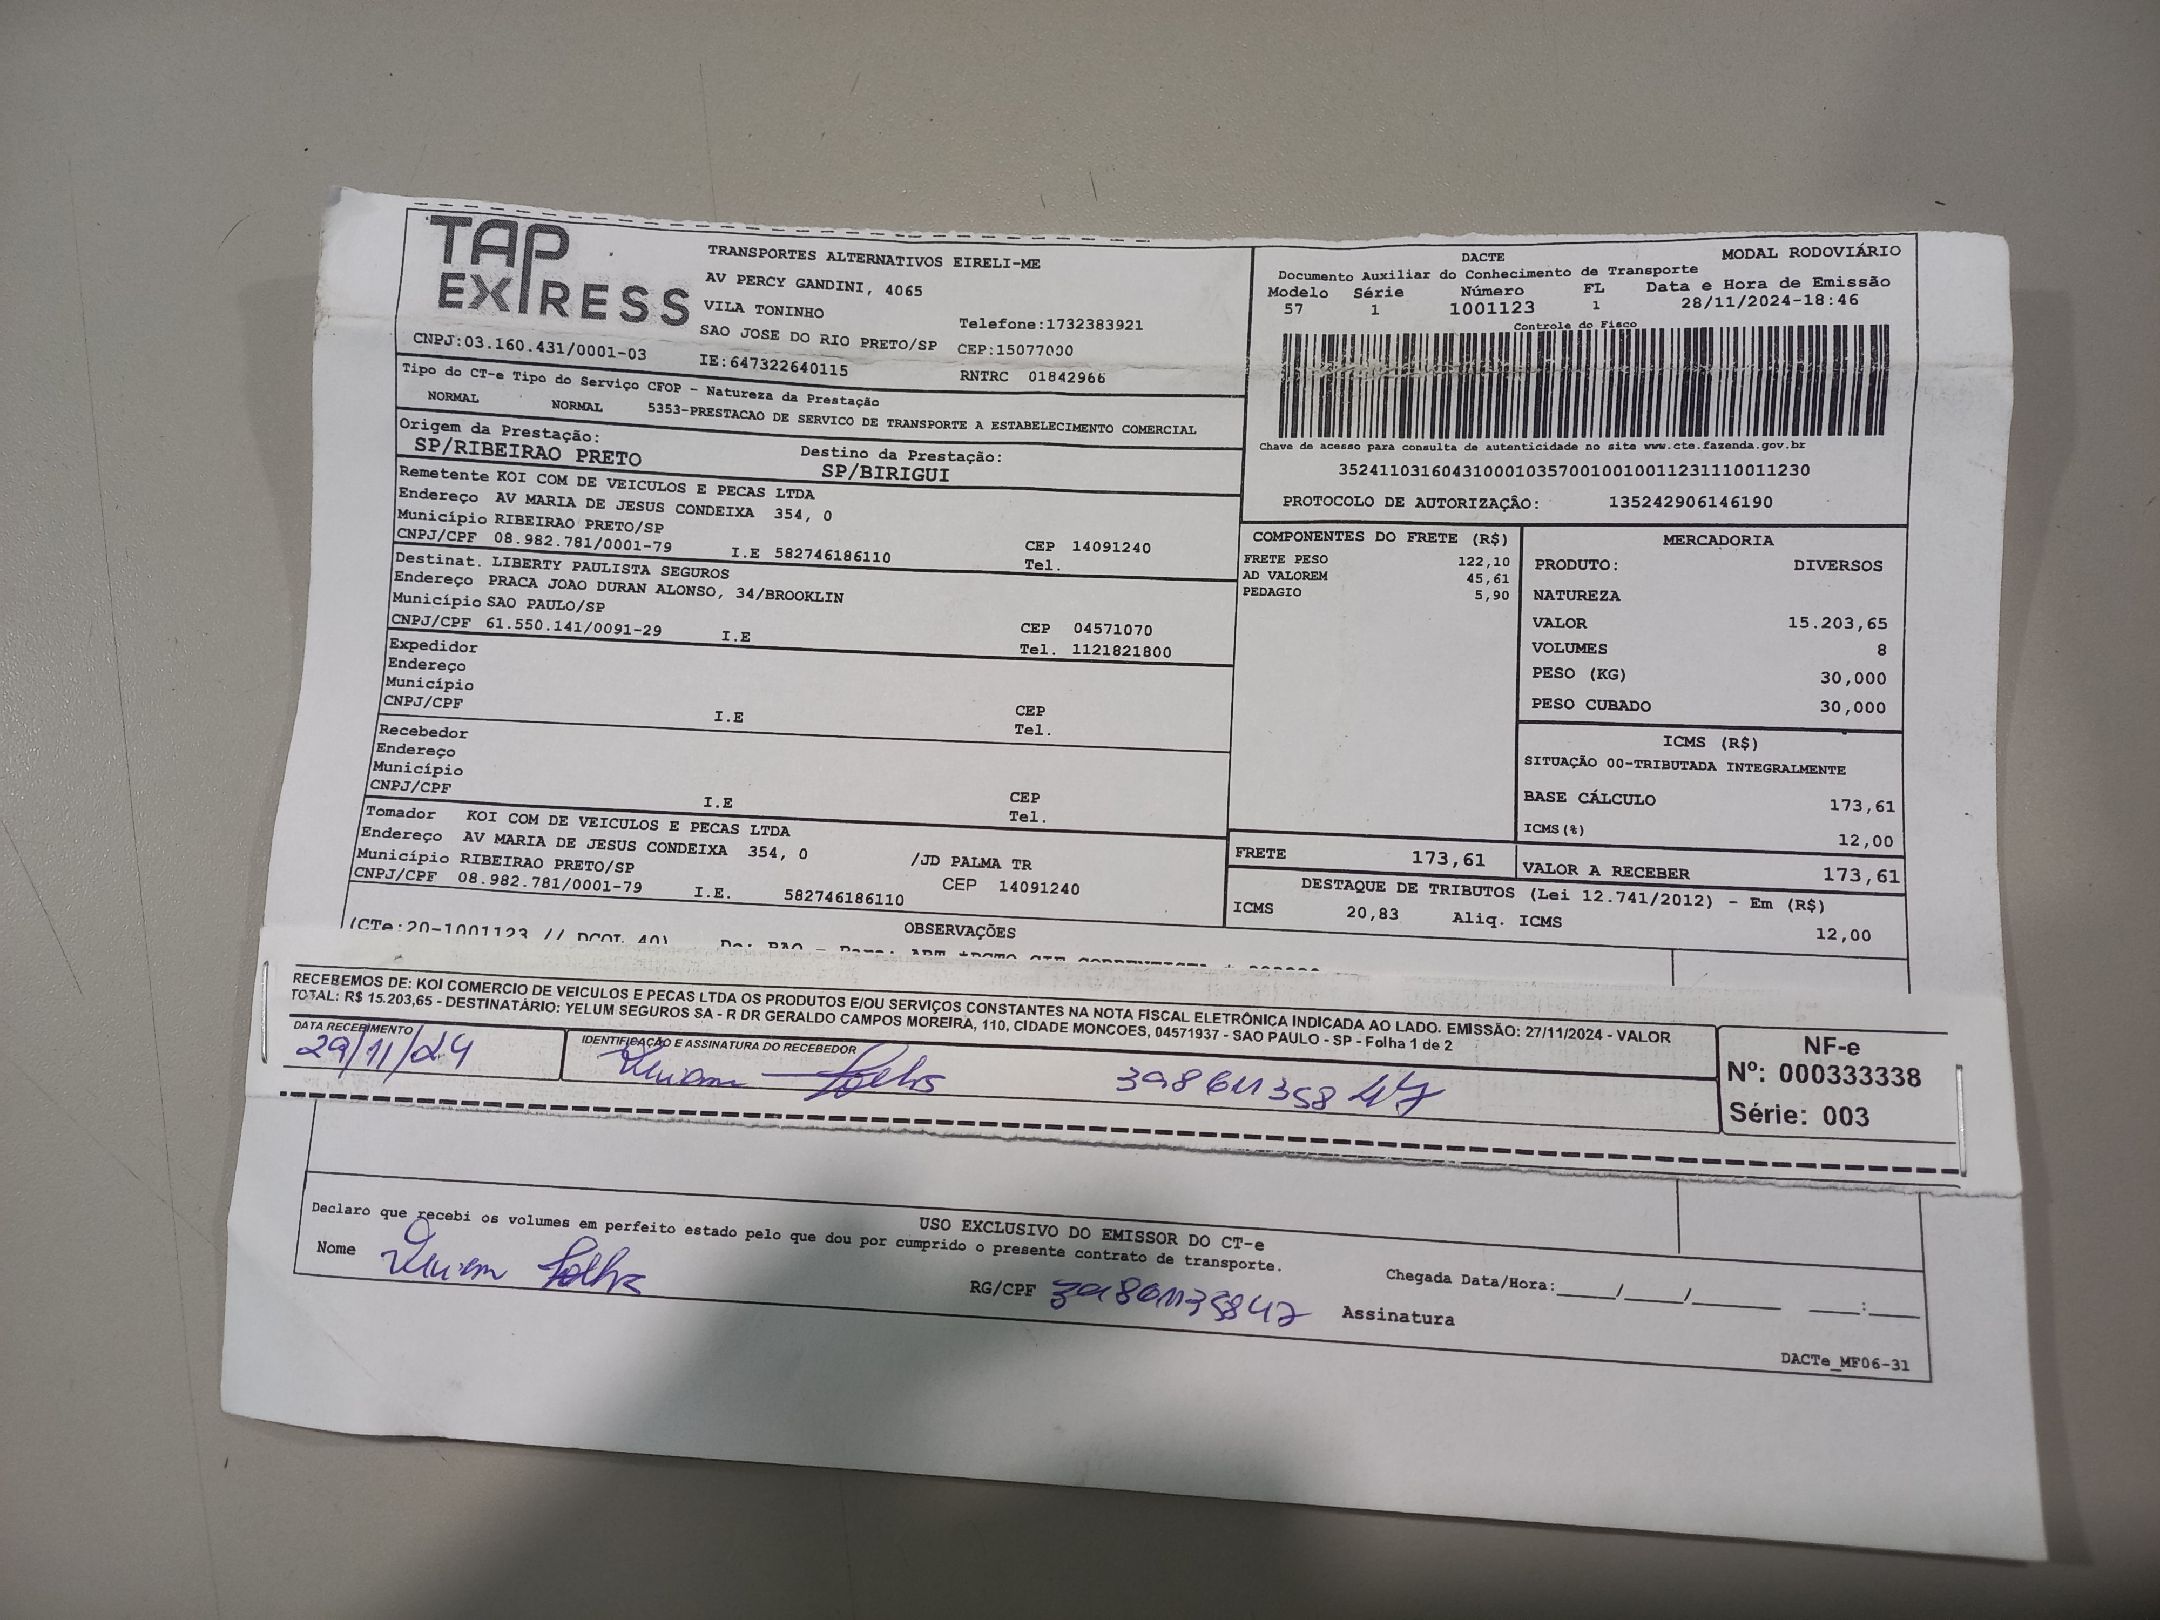 TAP
EXPRESS
TRANSPORTES ALTERNATIVOS EIRELI-ME
AV PERCY GANDINI, 4065
VILA TONINHO
SAO JOSE DO RIO PRETO/SP
Telefone:1732383921
CEP:15077000
CNPJ:03.160.431/0001-03
IE:647322640115
RNTRC 01842966
Tipo do CT-e Tipo do Serviço CFOP - Natureza da Prestação
NORMAL NORMAL 5353-PRESTACAO DE SERVICO DE TRANSPORTE A ESTABELECIMENTO COMERCIAL
Origem da Prestação:
SP/RIBEIRAO PRETO
Destino da Prestação:
SP/BIRIGUI
Remetente KOI COM DE VEICULOS E PECAS LTDA
Endereço AV MARIA DE JESUS CONDEIXA 354, 0
Município RIBEIRAO PRETO/SP
CEP 14091240
CNPJ/CPF 08.982.781/0001-79 I.E 582746186110 Tel.
Destinat. LIBERTY PAULISTA SEGUROS
Endereço PRACA JOAO DURAN ALONSO, 34/BROOKLIN
Município SAO PAULO/SP
CEP 04571070
CNPJ/CPF 61.550.141/0091-29 I.E Tel. 1121821800
Expedidor
Endereço
Município
CEP
CNPJ/CPF I.E Tel.
Recebedor
Endereço
Município
CEP
CNPJ/CPF I.E Tel.
Tomador KOI COM DE VEICULOS E PECAS LTDA
Endereço AV MARIA DE JESUS CONDEIXA 354, 0 /JD PALMA TR
Município RIBEIRAO PRETO/SP CEP 14091240
CNPJ/CPF 08.982.781/0001-79 I.E. 582746186110
OBSERVAÇÕES
(CTe:20-1001123 // DCOL 40)
DACTE MODAL RODOVIÁRIO
Documento Auxiliar do Conhecimento de Transporte
Modelo Série Número FL Data e Hora de Emissão
57 1 1001123 1 28/11/2024-18:46
Controle do Fisco
Chave de acesso para consulta de autenticidade no site www.cte.fazenda.gov.br
35241103160431000103570010010011231110011230
PROTOCOLO DE AUTORIZAÇÃO: 135242906146190
COMPONENTES DO FRETE (R$)
FRETE PESO 122,10
AD VALOREM 45,61
PEDAGIO 5,90
MERCADORIA
PRODUTO: DIVERSOS
NATUREZA
VALOR 15.203,65
VOLUMES 8
PESO (KG) 30,000
PESO CUBADO 30,000
ICMS (R$)
SITUAÇÃO 00-TRIBUTADA INTEGRALMENTE
BASE CÁLCULO 173,61
ICMS(%) 12,00
FRETE 173,61 VALOR A RECEBER 173,61
DESTAQUE DE TRIBUTOS (Lei 12.741/2012) - Em (R$)
ICMS 20,83 Aliq. ICMS 12,00
RECEBEMOS DE: KOI COMERCIO DE VEICULOS E PECAS LTDA OS PRODUTOS E/OU SERVIÇOS CONSTANTES NA NOTA FISCAL ELETRÔNICA INDICADA AO LADO. EMISSÃO: 27/11/2024 - VALOR
TOTAL: R$ 15.203,65 - DESTINATÁRIO: YELUM SEGUROS SA - R DR GERALDO CAMPOS MOREIRA, 110, CIDADE MONCOES, 04571937 - SAO PAULO - SP - Folha 1 de 2
DATA RECEBIMENTO
29/11/24
IDENTIFICAÇÃO E ASSINATURA DO RECEBEDOR
39861135847
NF-e
Nº: 000333338
Série: 003
USO EXCLUSIVO DO EMISSOR DO CT-e
Declaro que recebi os volumes em perfeito estado pelo que dou por cumprido o presente contrato de transporte.
Nome
RG/CPF 39861135847
Chegada Data/Hora:____/____/______ ___:___
Assinatura
DACTe_MF06-31